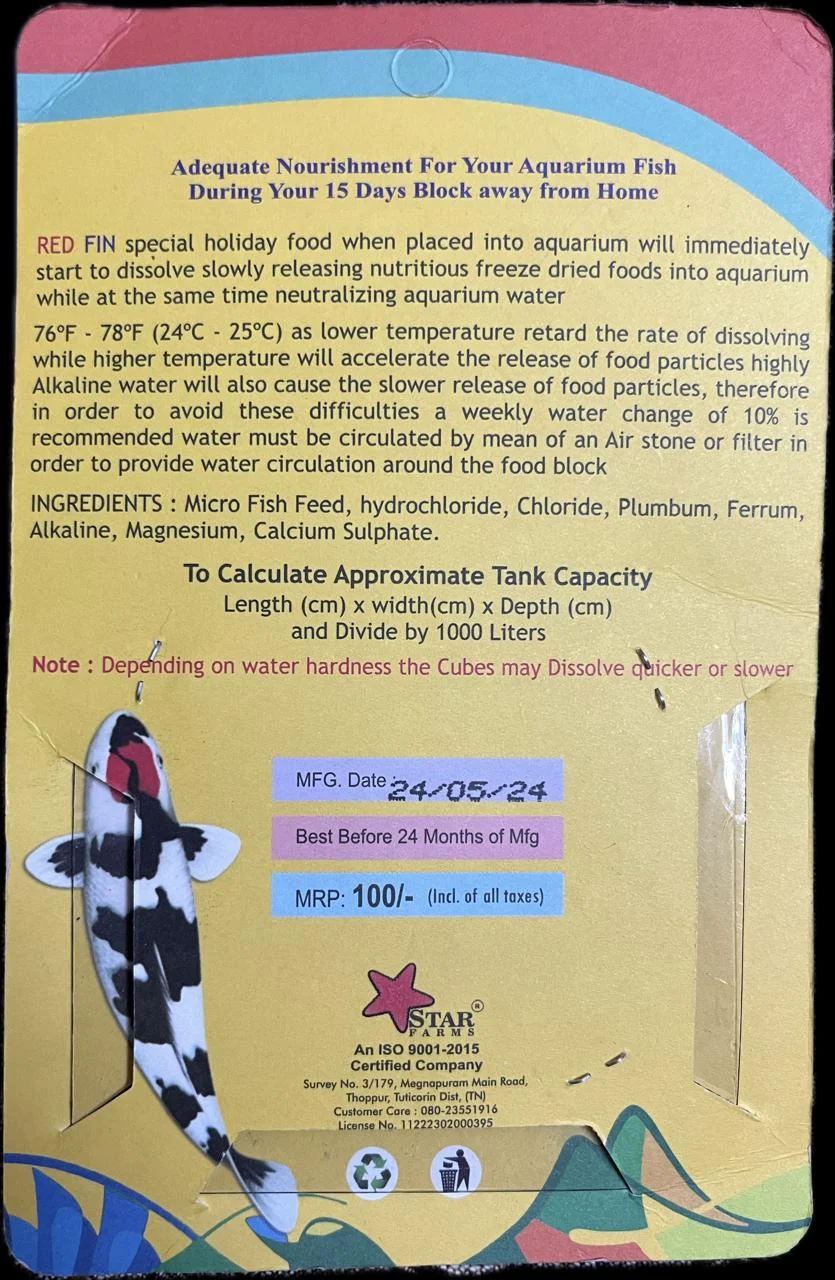 Adequate Nourishment For Your Aquarium Fish
During Your 15 Days Block away from Home
RED FIN special holiday food when placed into aquarium will immediately
start to dissolve slowly releasing nutritious freeze dried foods into aquarium
while at the same time neutralizing aquarium water
76ºF - 78ºF (24ºC - 25ºC) as lower temperature retard the rate of dissolving
while higher temperature will accelerate the release of food particles highly
Alkaline water will also cause the slower release of food particles, therefore
in order to avoid these difficulties a weekly water change of 10% is
recommended water must be circulated by mean of an Air stone or filter in
order to provide water circulation around the food block
INGREDIENTS : Micro Fish Feed, hydrochloride, Chloride, Plumbum, Ferrum,
Alkaline, Magnesium, Calcium Sulphate.
To Calculate Approximate Tank Capacity
Length (cm) x width(cm) x Depth (cm)
and Divide by 1000 Liters
Note : Depending on water hardness the Cubes may Dissolve quicker or slower
MFG. Date : 24/05/24
Best Before 24 Months of Mfg
MRP: 100/- (Incl. of all taxes)
STAR ®
FARMS
An ISO 9001-2015
Certified Company
Survey No. 3/179, Megnapuram Main Road,
Thoppur, Tuticorin Dist, (TN)
Customer Care : 080-23551916
License No. 11222302000395